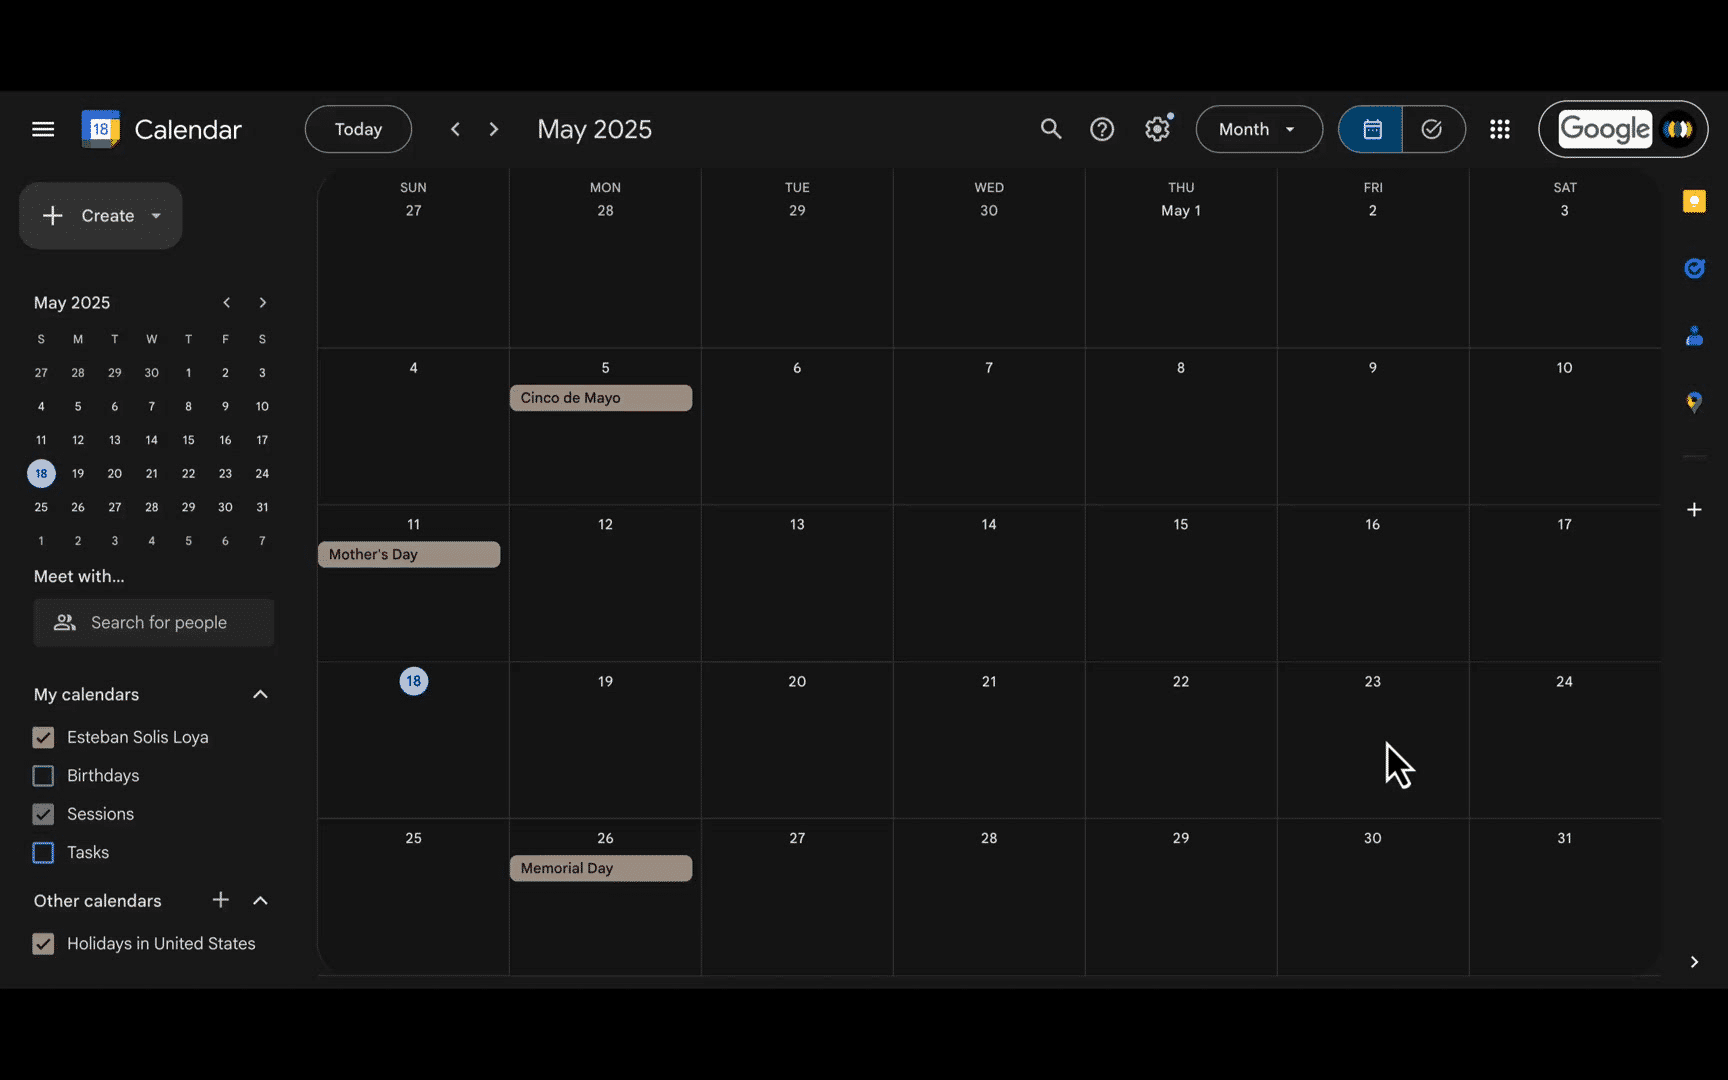 18 Calendar Today May 2025 Month Google
Create
May 2025
S M T W T F S
27 28 29 30 1 2 3
4 5 6 7 8 9 10
11 12 13 14 15 16 17
18 19 20 21 22 23 24
25 26 27 28 29 30 31
1 2 3 4 5 6 7
Meet with...
Search for people
My calendars
Esteban Solis Loya
Birthdays
Sessions
Tasks
Other calendars
Holidays in United States
SUN MON TUE WED THU FRI SAT
27 28 29 30 May 1 2 3
4 5 6 7 8 9 10
Cinco de Mayo
11 12 13 14 15 16 17
Mother's Day
18 19 20 21 22 23 24
25 26 27 28 29 30 31
Memorial Day